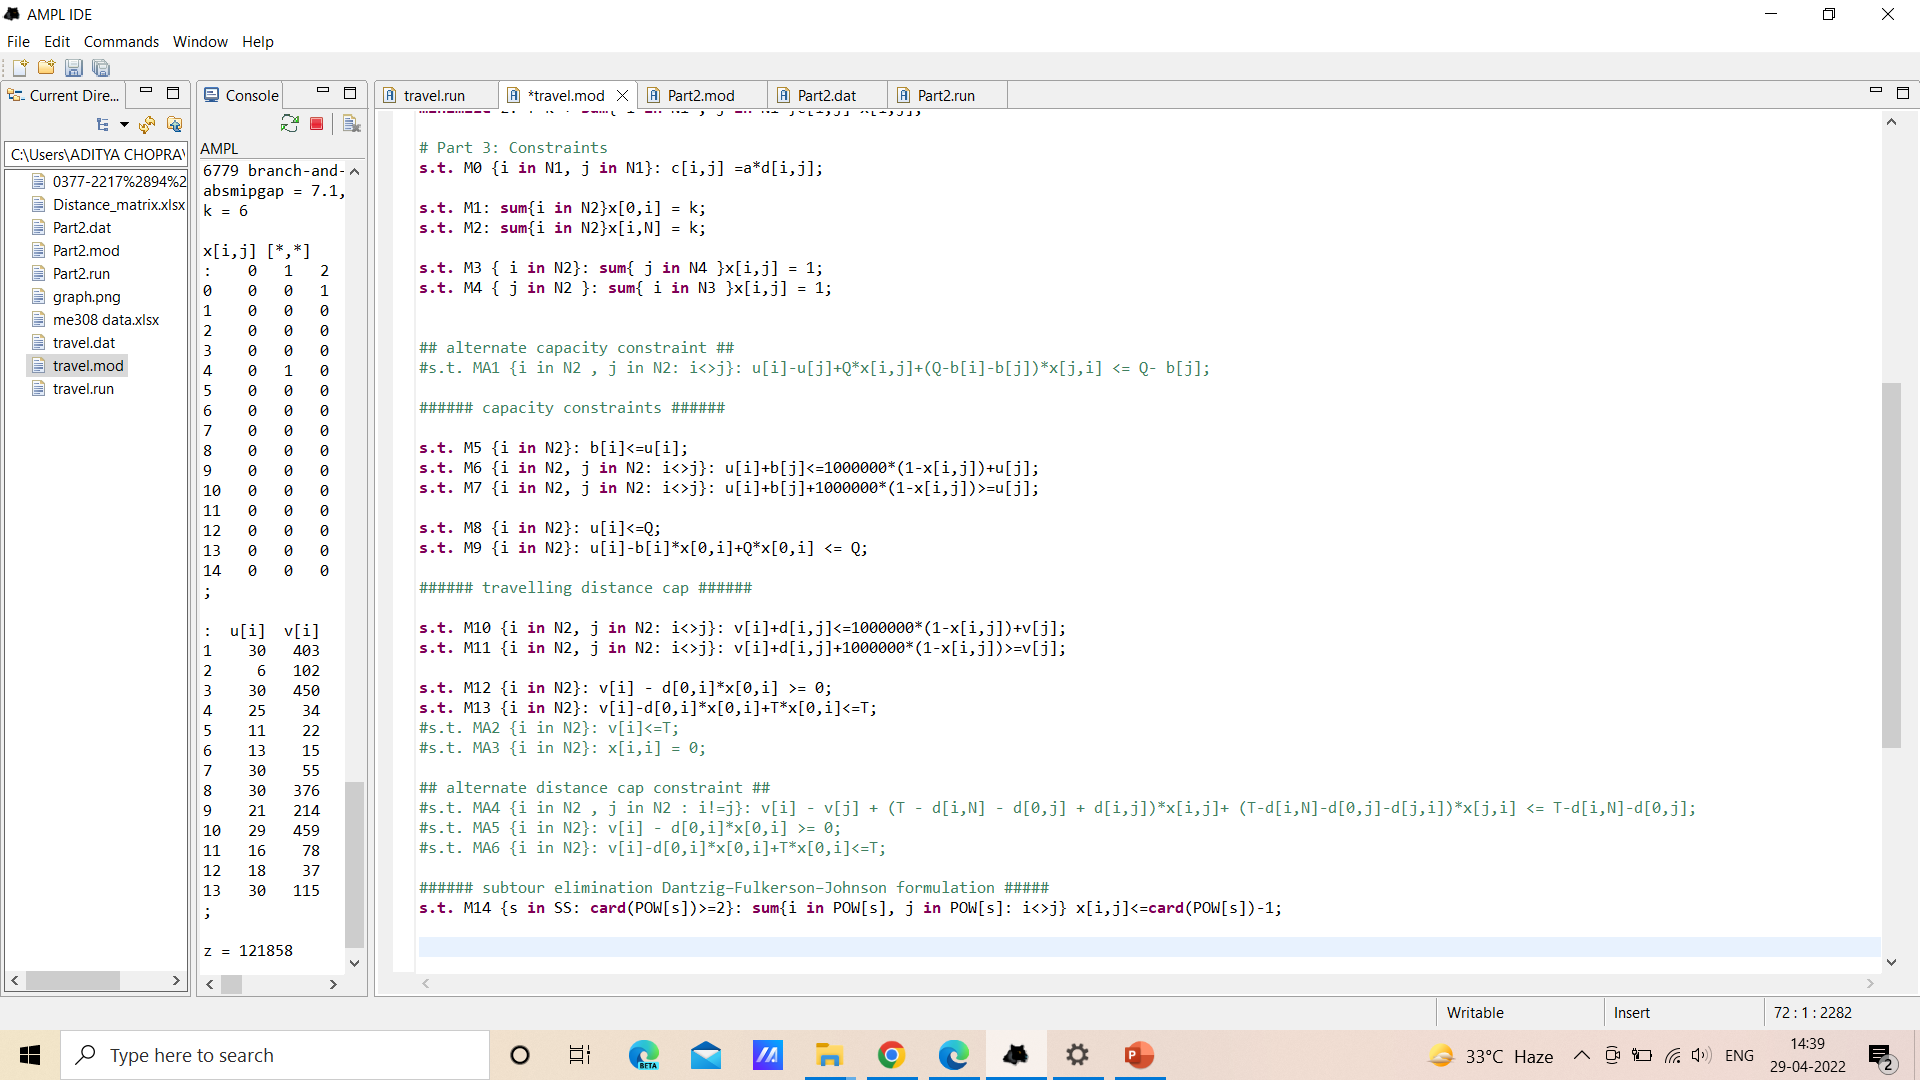 AMPL IDE
File Edit Commands Window Help
Current Dire...
C:\Users\ADITYA CHOPRA\
0377-2217%2894%2
Distance_matrix.xlsx
Part2.dat
Part2.mod
Part2.run
graph.png
me308 data.xlsx
travel.dat
travel.mod
travel.run
Console
AMPL
6779 branch-and-
absmipgap = 7.1,
k = 6
x[i,j] [*,*]
: 0 1 2
0 0 0 1
1 0 0 0
2 0 0 0
3 0 0 0
4 0 1 0
5 0 0 0
6 0 0 0
7 0 0 0
8 0 0 0
9 0 0 0
10 0 0 0
11 0 0 0
12 0 0 0
13 0 0 0
14 0 0 0
;
: u[i] v[i]
1 30 403
2 6 102
3 30 450
4 25 34
5 11 22
6 13 15
7 30 55
8 30 376
9 21 214
10 29 459
11 16 78
12 18 37
13 30 115
;
z = 121858
travel.run *travel.mod Part2.mod Part2.dat Part2.run
# Part 3: Constraints
s.t. M0 {i in N1, j in N1}: c[i,j] =a*d[i,j];
s.t. M1: sum{i in N2}x[0,i] = k;
s.t. M2: sum{i in N2}x[i,N] = k;
s.t. M3 { i in N2}: sum{ j in N4 }x[i,j] = 1;
s.t. M4 { j in N2 }: sum{ i in N3 }x[i,j] = 1;
## alternate capacity constraint ##
#s.t. MA1 {i in N2 , j in N2: i<>j}: u[i]-u[j]+Q*x[i,j]+(Q-b[i]-b[j])*x[j,i] <= Q- b[j];
###### capacity constraints ######
s.t. M5 {i in N2}: b[i]<=u[i];
s.t. M6 {i in N2, j in N2: i<>j}: u[i]+b[j]<=1000000*(1-x[i,j])+u[j];
s.t. M7 {i in N2, j in N2: i<>j}: u[i]+b[j]+1000000*(1-x[i,j])>=u[j];
s.t. M8 {i in N2}: u[i]<=Q;
s.t. M9 {i in N2}: u[i]-b[i]*x[0,i]+Q*x[0,i] <= Q;
###### travelling distance cap ######
s.t. M10 {i in N2, j in N2: i<>j}: v[i]+d[i,j]<=1000000*(1-x[i,j])+v[j];
s.t. M11 {i in N2, j in N2: i<>j}: v[i]+d[i,j]+1000000*(1-x[i,j])>=v[j];
s.t. M12 {i in N2}: v[i] - d[0,i]*x[0,i] >= 0;
s.t. M13 {i in N2}: v[i]-d[0,i]*x[0,i]+T*x[0,i]<=T;
#s.t. MA2 {i in N2}: v[i]<=T;
#s.t. MA3 {i in N2}: x[i,i] = 0;
## alternate distance cap constraint ##
#s.t. MA4 {i in N2 , j in N2 : i!=j}: v[i] - v[j] + (T - d[i,N] - d[0,j] + d[i,j])*x[i,j]+ (T-d[i,N]-d[0,j]-d[j,i])*x[j,i] <= T-d[i,N]-d[0,j];
#s.t. MA5 {i in N2}: v[i] - d[0,i]*x[0,i] >= 0;
#s.t. MA6 {i in N2}: v[i]-d[0,i]*x[0,i]+T*x[0,i]<=T;
###### subtour elimination Dantzig–Fulkerson–Johnson formulation #####
s.t. M14 {s in SS: card(POW[s])>=2}: sum{i in POW[s], j in POW[s]: i<>j} x[i,j]<=card(POW[s])-1;
Writable Insert 72 : 1 : 2282
Type here to search
BETA
33°C Haze ENG
14:39
29-04-2022
2